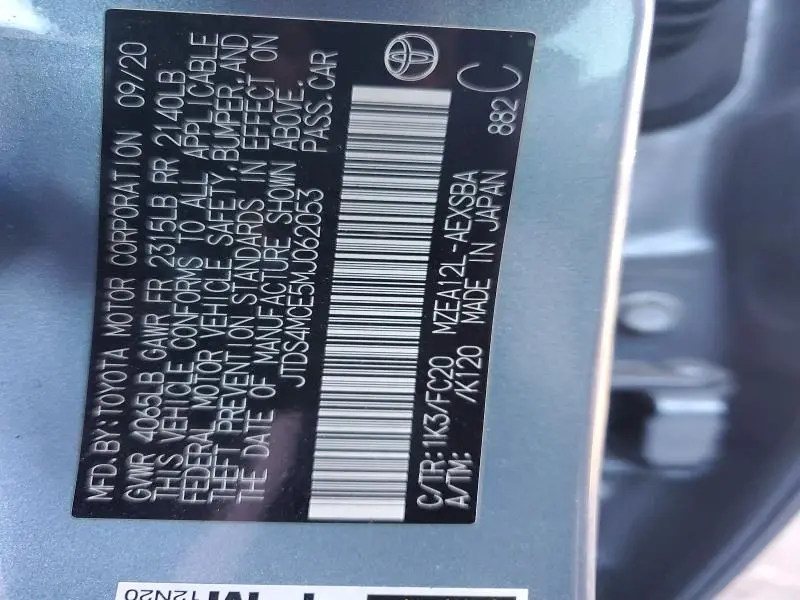 MFD. BY: TOYOTA MOTOR CORPORATION 09/20
GVWR 4065LB GAWR FR 2315LB RR 2140LB
THIS VEHICLE CONFORMS TO ALL APPLICABLE
FEDERAL MOTOR VEHICLE SAFETY, BUMPER, AND
THEFT PREVENTION STANDARDS IN EFFECT ON
THE DATE OF MANUFACTURE SHOWN ABOVE.
JTDS4MCE5MJ062053 PASS. CAR
C/TR: 1K3/FC20 MZEA12L-AEXSBA
A/TM: /K120 MADE IN JAPAN 882 C
12N20